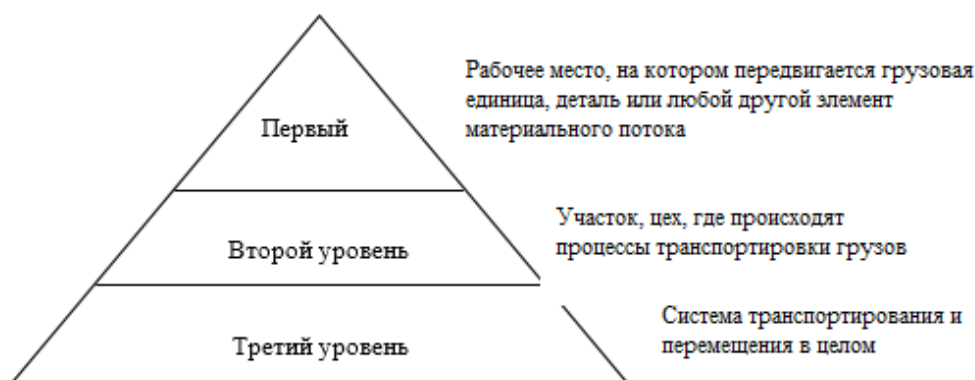 Рабочее место, на котором передвигается грузовая
единица, деталь или любой другой элемент
материального потока
Первый
Участок, цех, где происходят
процессы транспортировки грузов
Второй уровень
Система транспортирования и
перемещения в целом
Третий уровень